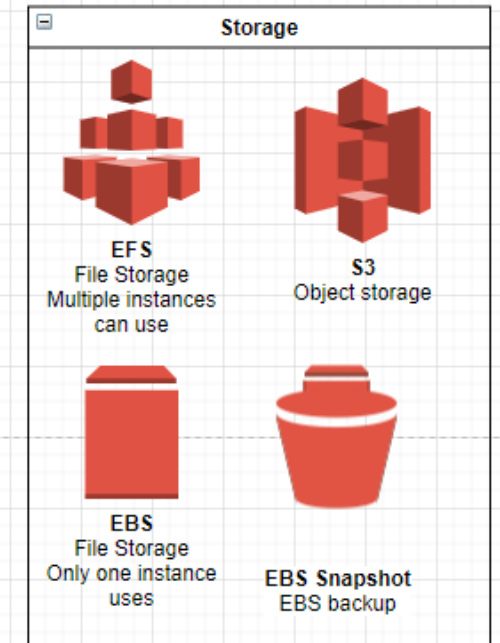 Storage
EFS
File Storage
Multiple instances
can use
S3
Object storage
EBS
File Storage
Only one instance
uses
EBS Snapshot
EBS backup